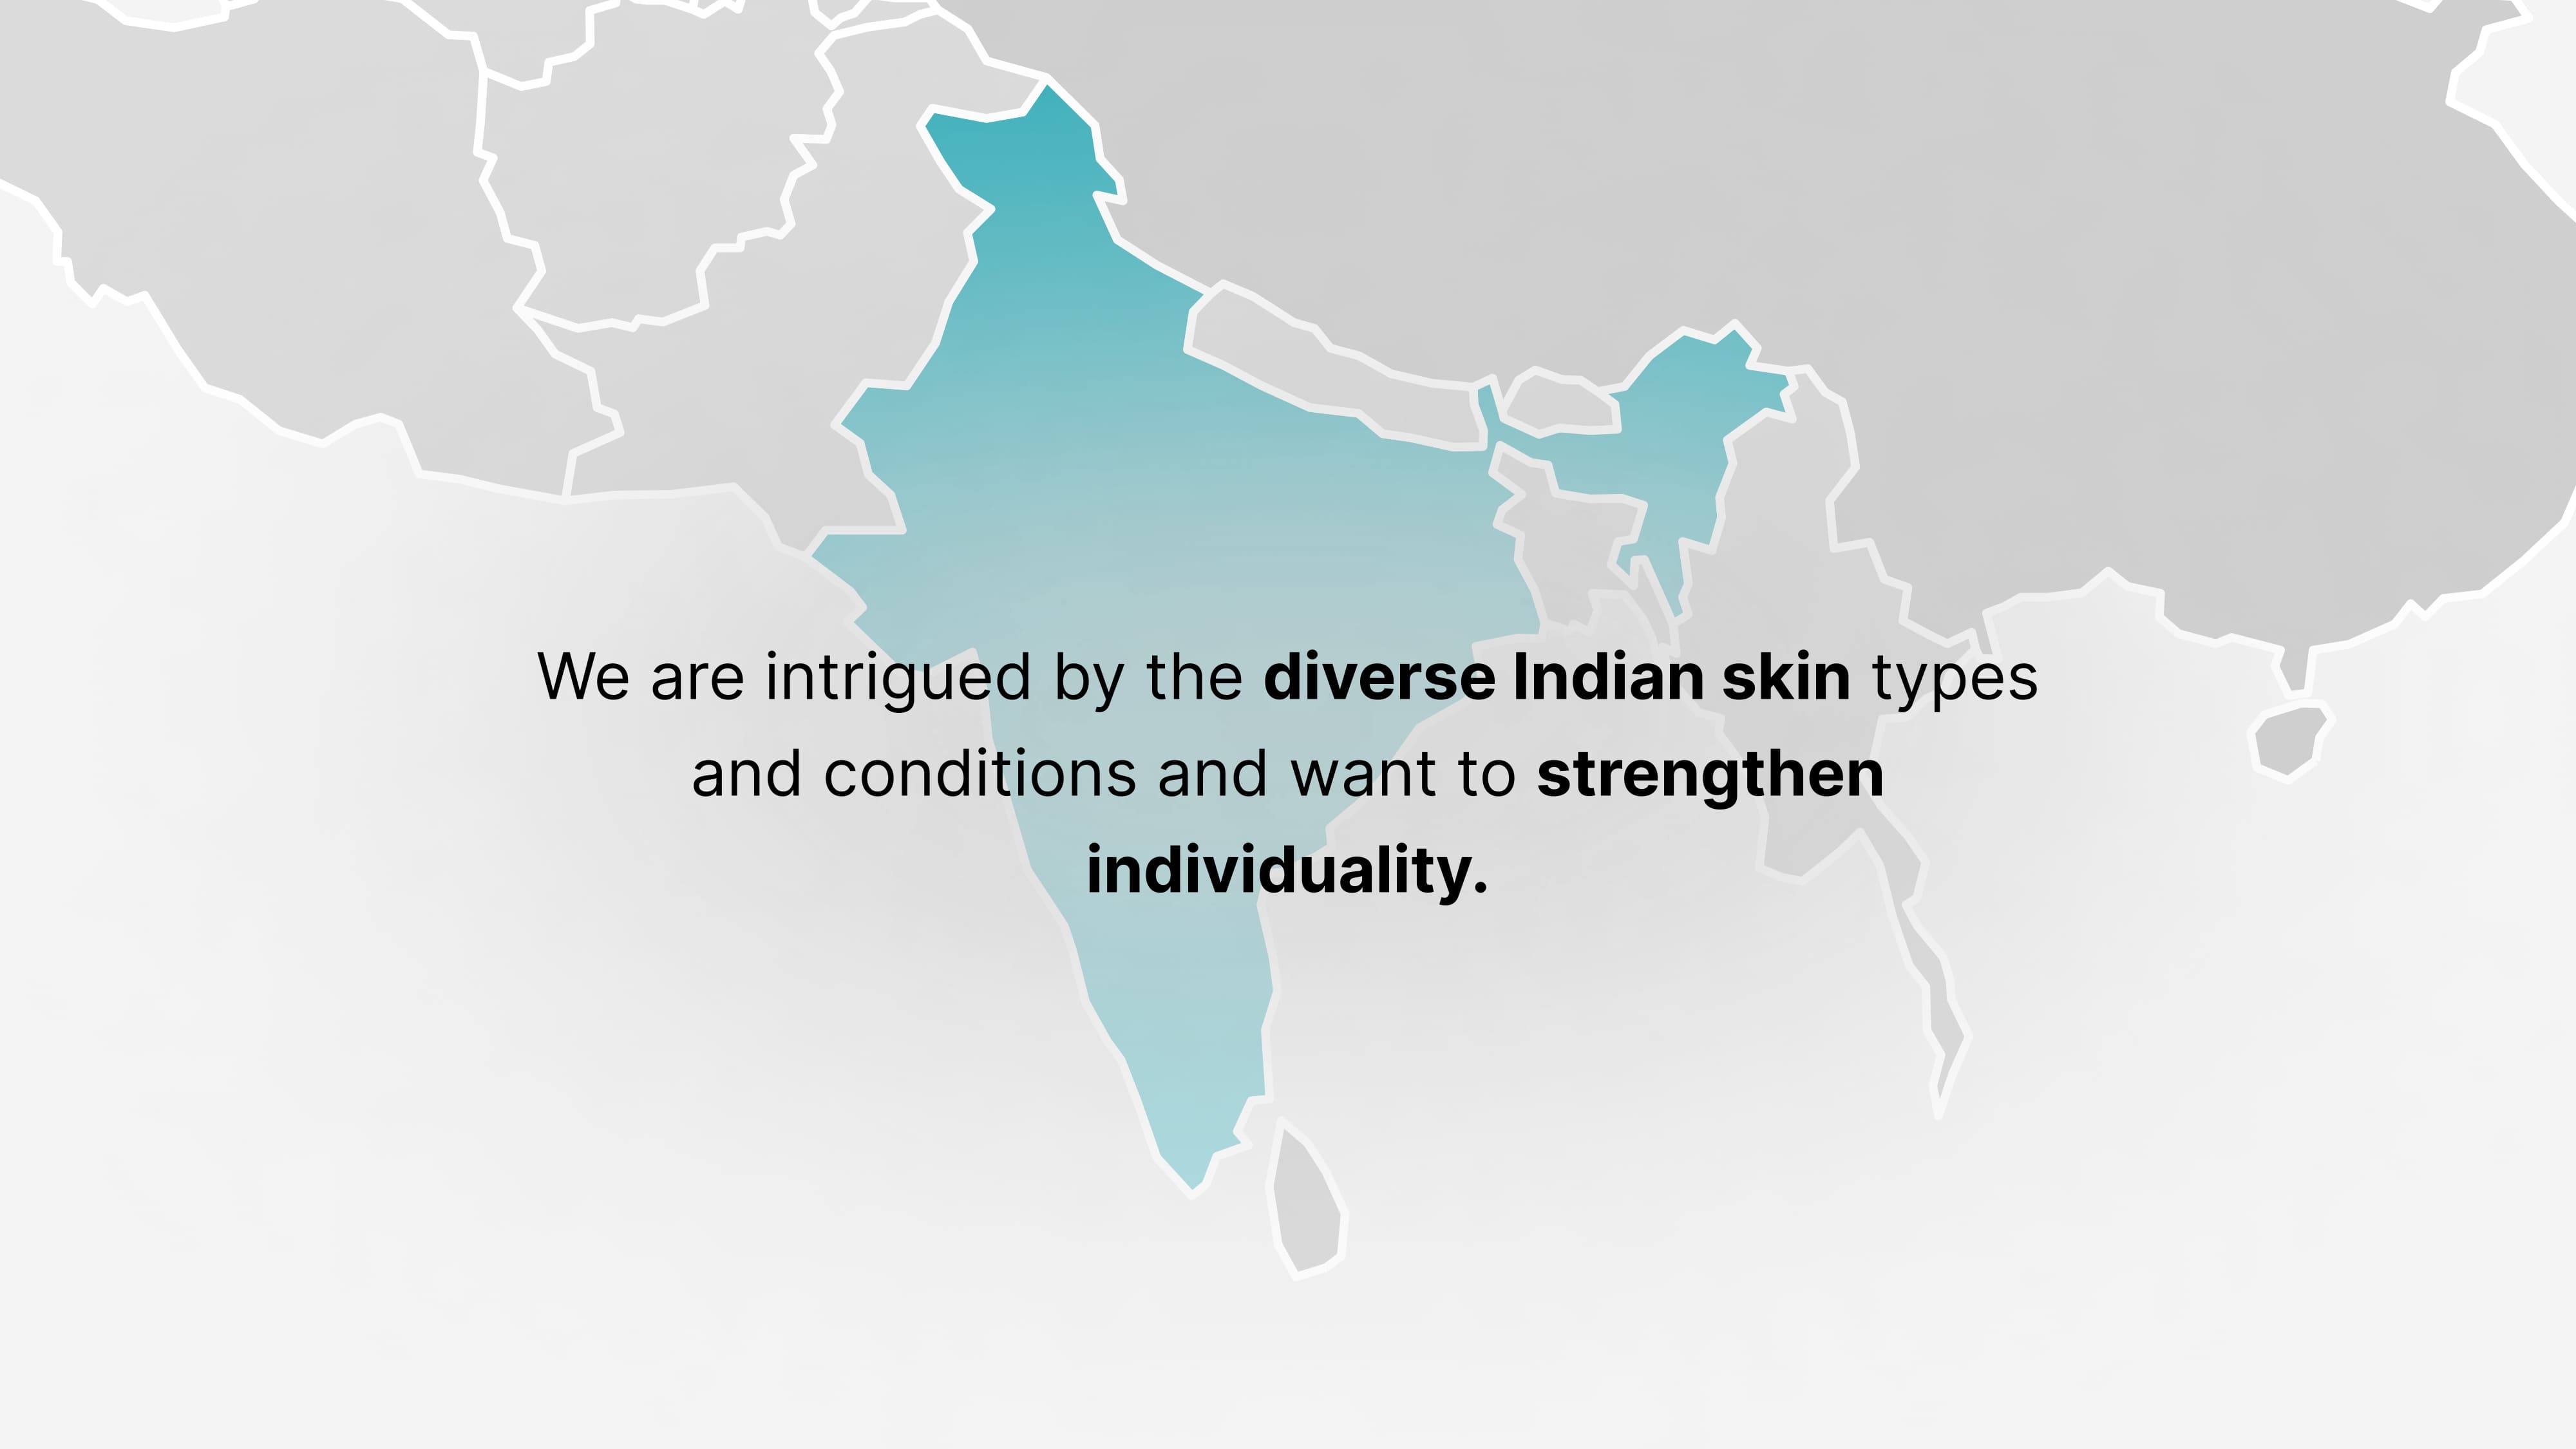 We are intrigued by the diverse Indian skin types
and conditions and want to strengthen
individuality.